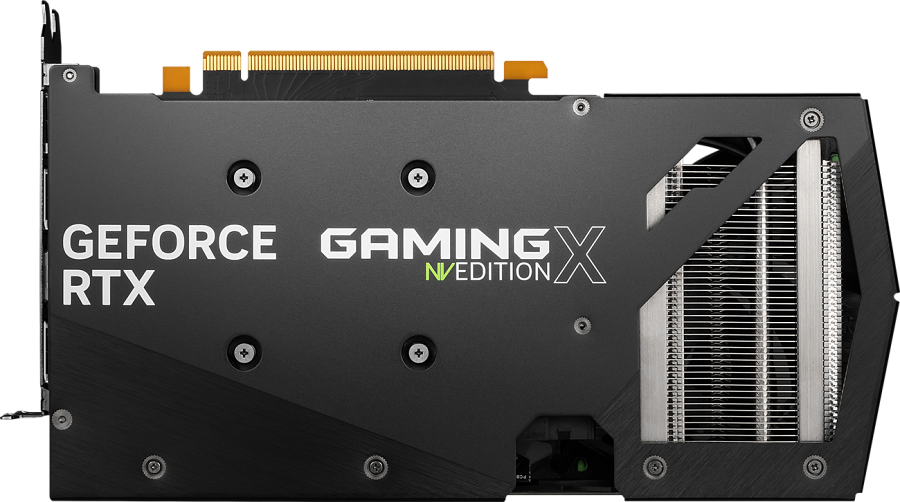 GEFORCE
RTX
GAMING X
NV EDITION